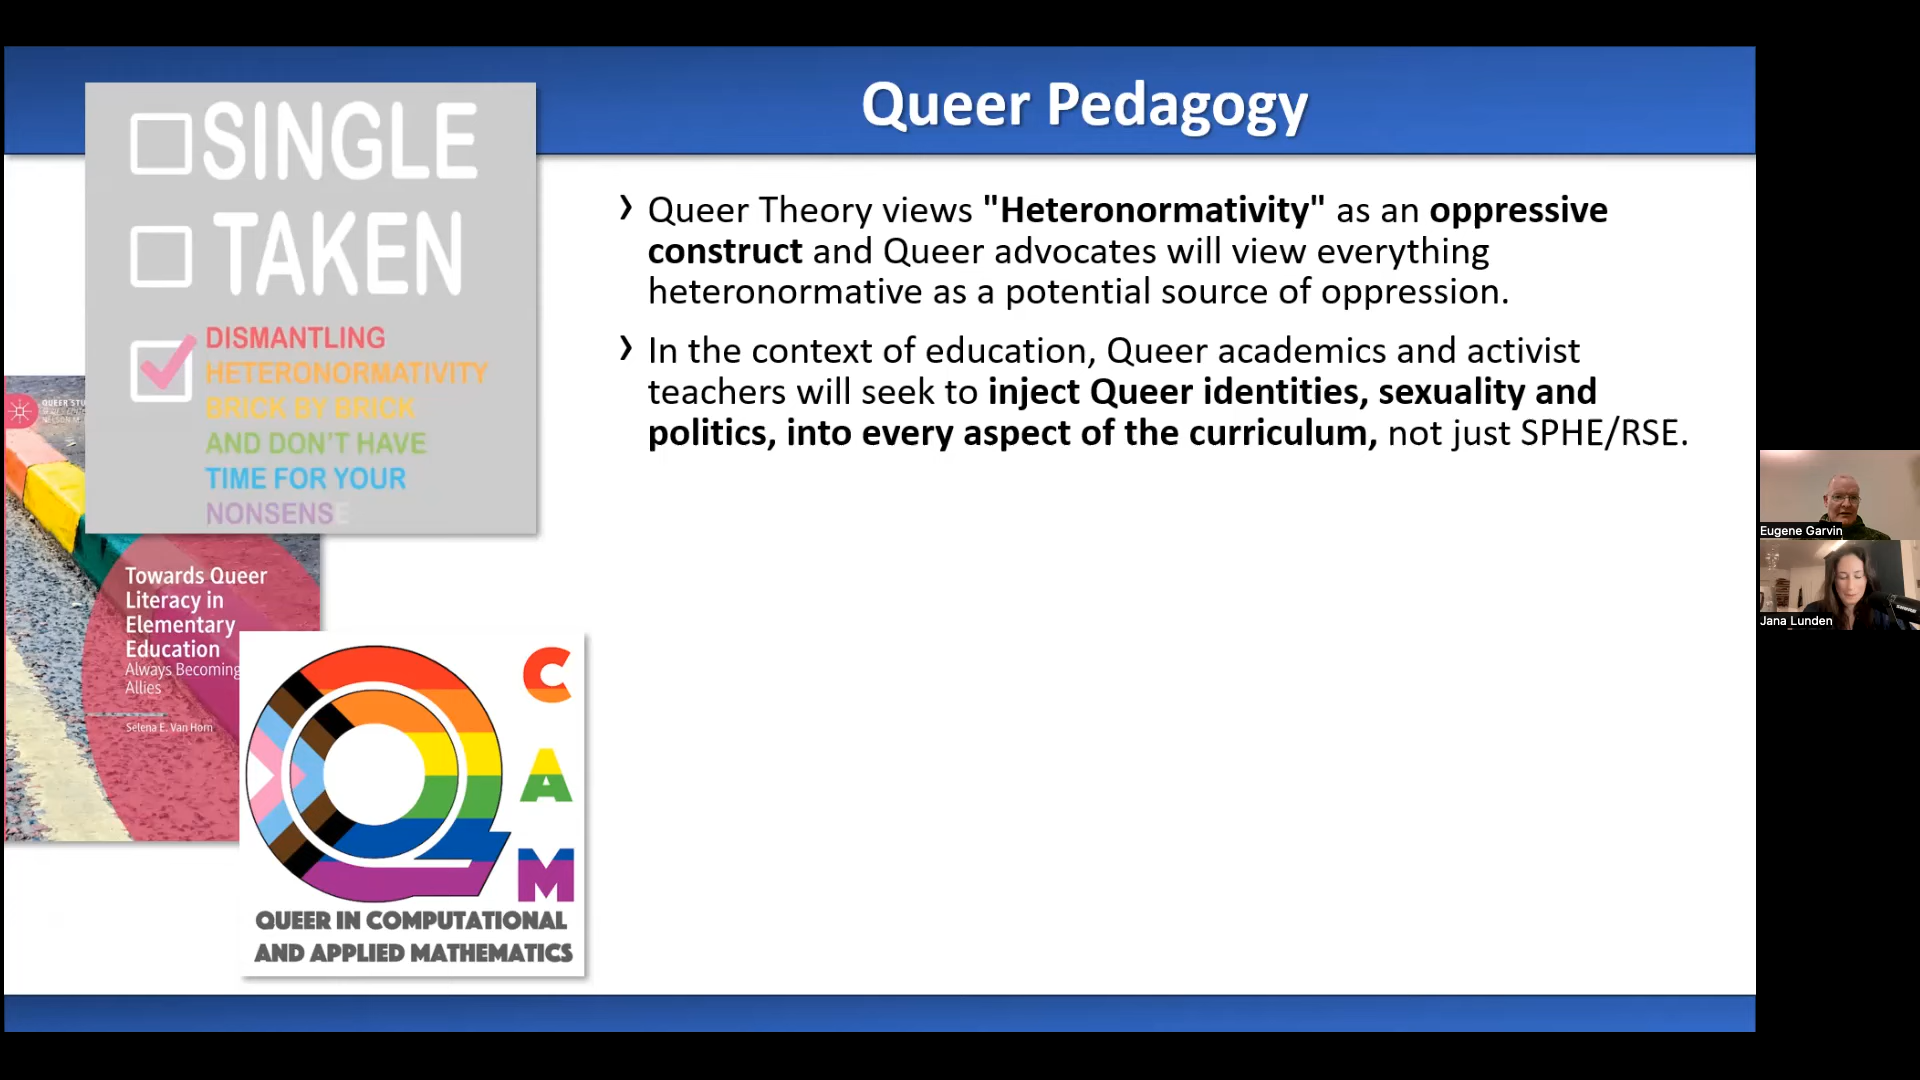 Queer Pedagogy
SINGLE
TAKEN
DISMANTLING
HETERONORMATIVITY
BRICK BY BRICK
AND DON'T HAVE
TIME FOR YOUR
NONSENSE
› Queer Theory views "Heteronormativity" as an oppressive
construct and Queer advocates will view everything
heteronormative as a potential source of oppression.
› In the context of education, Queer academics and activist
teachers will seek to inject Queer identities, sexuality and
politics, into every aspect of the curriculum, not just SPHE/RSE.
QUEER STU
Towards Queer
Literacy in
Elementary
Education
Always Becoming
Allies
Selena E. Van Horn
Q
C
A
M
QUEER IN COMPUTATIONAL
AND APPLIED MATHEMATICS
Eugene Garvin
Jana Lunden